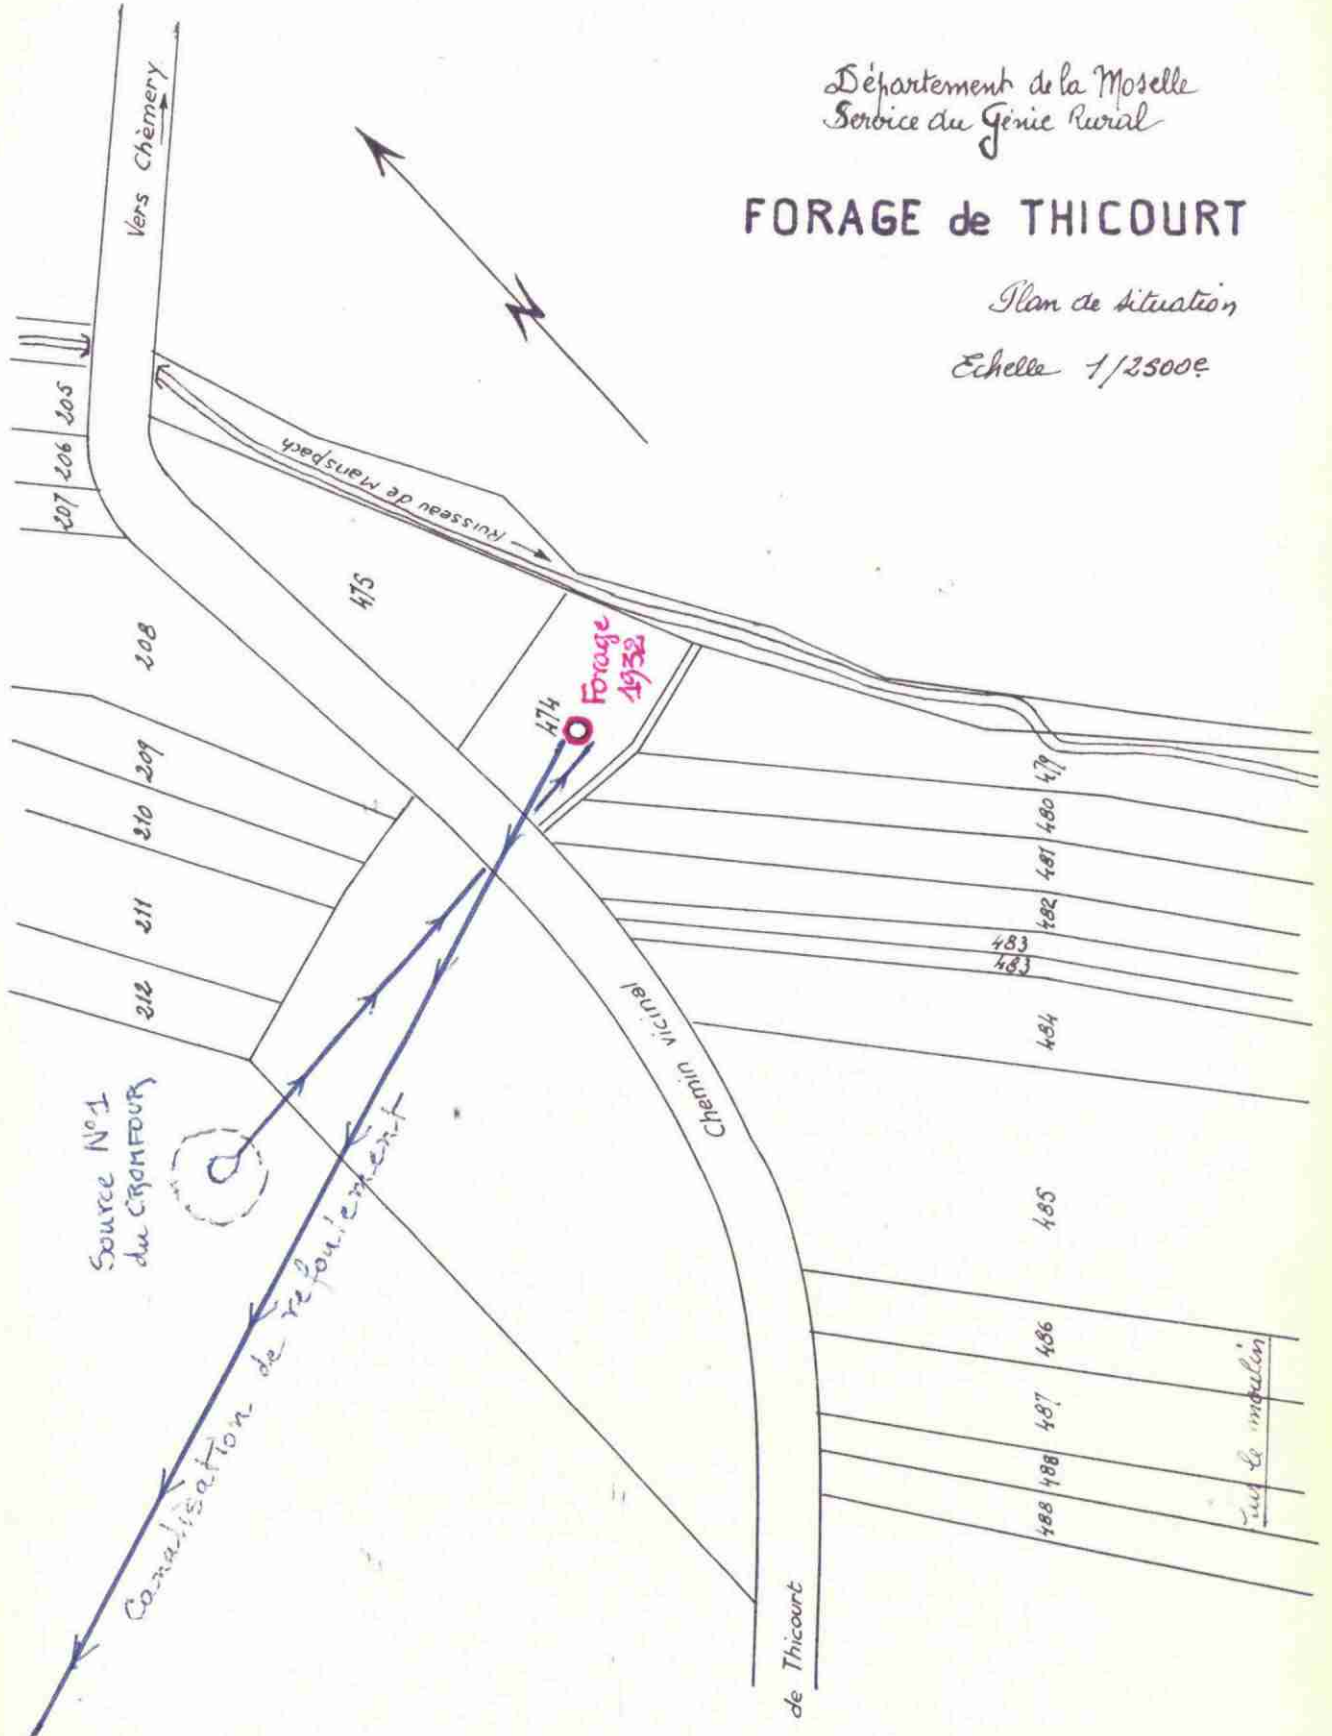 Département de la Moselle
Service du Génie Rural
FORAGE de THICOURT
Plan de situation
Echelle 1/2500e
Vers Chèmery
205
206
207
Ruisseau de Manspach
475
208
474
Forage
1932
209
210
211
212
479
480
481
482
483
483
484
Chemin vicinal
Source N°1
du CROMFOUR
Canalisation de refoulement
485
486
487
488
488
Sur le moulin
de Thicourt